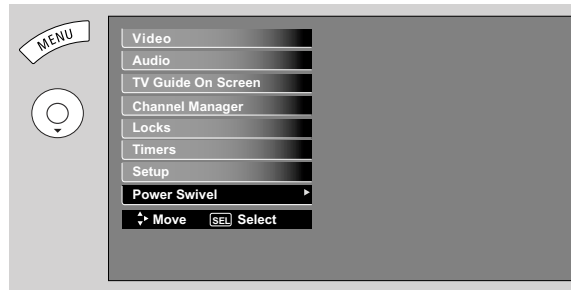 MENU
Video
Audio
TV Guide On Screen
Channel Manager
Locks
Timers
Setup
Power Swivel
Move SEL Select